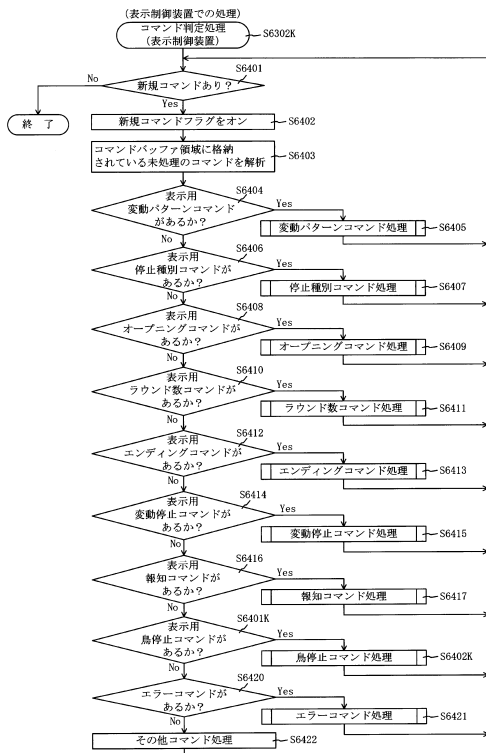 (表示制御装置での処理)
コマンド判定処理
(表示制御装置)
S6302K
S6401
No
新規コマンドあり?
Yes
終 了
新規コマンドフラグをオン
S6402
コマンドバッファ領域に格納
されている未処理のコマンドを解析
S6403
S6404
表示用
変動パターンコマンド
があるか?
Yes
変動パターンコマンド処理
S6405
No
S6406
表示用
停止種別コマンドが
あるか?
Yes
停止種別コマンド処理
S6407
No
S6408
表示用
オープニングコマンドが
あるか?
Yes
オープニングコマンド処理
S6409
No
S6410
表示用
ラウンド数コマンドが
あるか?
Yes
ラウンド数コマンド処理
S6411
No
S6412
表示用
エンディングコマンドが
あるか?
Yes
エンディングコマンド処理
S6413
No
S6414
表示用
変動停止コマンドが
あるか?
Yes
変動停止コマンド処理
S6415
No
S6416
表示用
報知コマンドが
あるか?
Yes
報知コマンド処理
S6417
No
S6401K
表示用
鳥停止コマンドが
あるか?
Yes
鳥停止コマンド処理
S6402K
No
S6420
エラーコマンドが
あるか?
Yes
エラーコマンド処理
S6421
No
その他コマンド処理
S6422